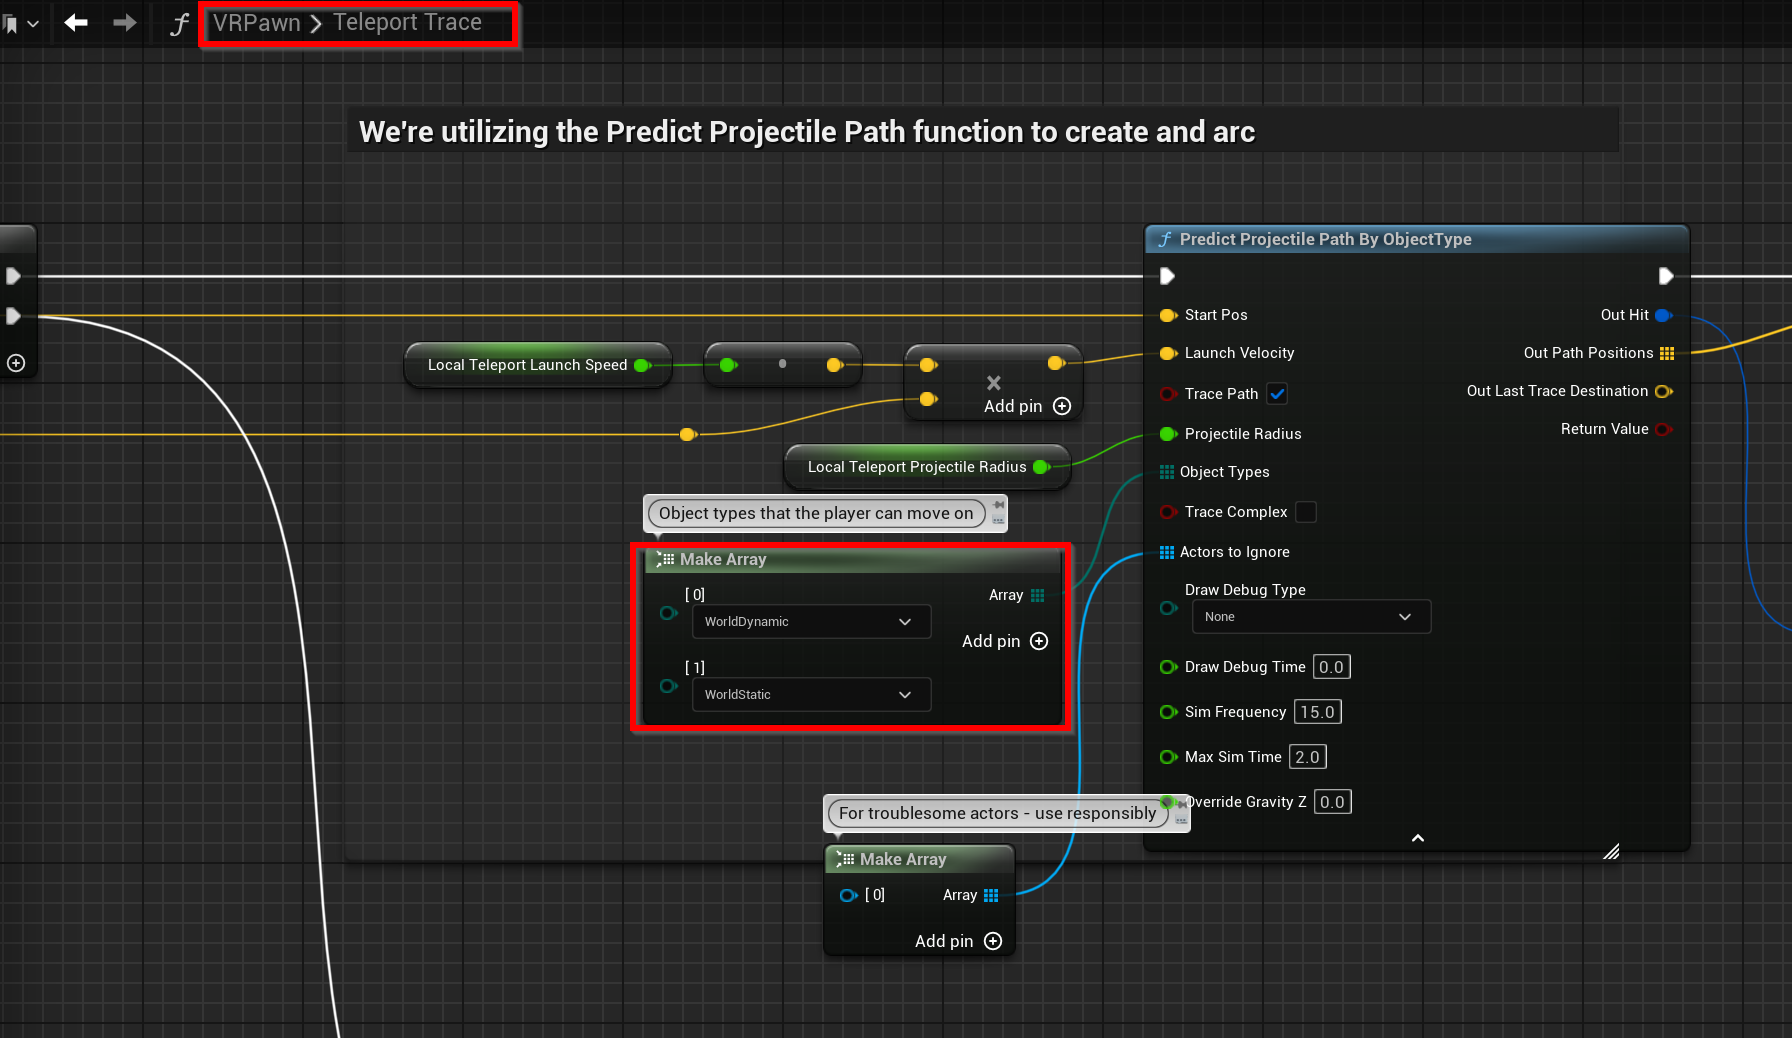 VRPawn > Teleport Trace
We're utilizing the Predict Projectile Path function to create and arc
Predict Projectile Path By ObjectType
Start Pos
Out Hit
Local Teleport Launch Speed
Launch Velocity
Out Path Positions
Add pin
Trace Path
Out Last Trace Destination
Projectile Radius
Return Value
Local Teleport Projectile Radius
Object Types
Object types that the player can move on
Trace Complex
Make Array
Actors to Ignore
[ 0]
Array
WorldDynamic
Add pin
[ 1]
WorldStatic
Draw Debug Type
None
Draw Debug Time 0.0
Sim Frequency 15.0
Max Sim Time 2.0
Override Gravity Z 0.0
For troublesome actors - use responsibly
Make Array
[ 0]
Array
Add pin